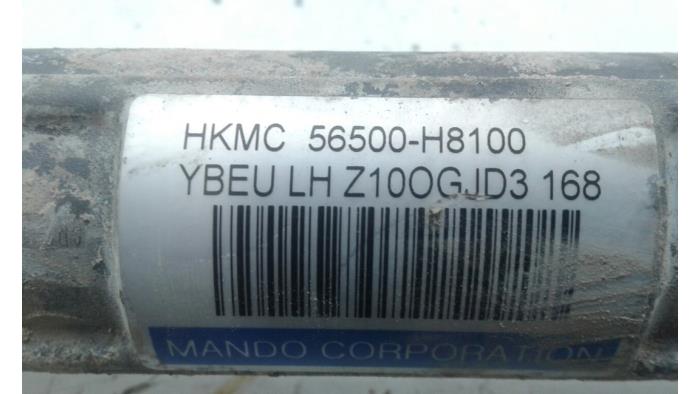 HKMC 56500-H8100
YBEU LH Z10OGJD3 168
MANDO CORPORATION